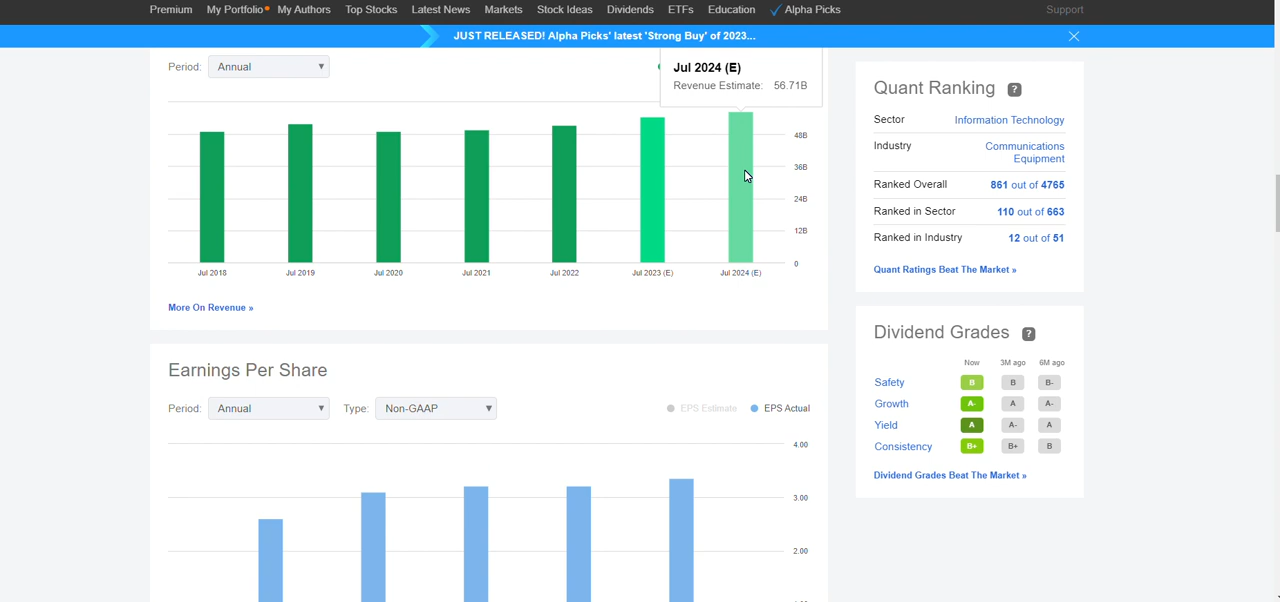 Premium My Portfolio My Authors Top Stocks Latest News Markets Stock Ideas Dividends ETFs Education Alpha Picks Support
JUST RELEASED! Alpha Picks' latest 'Strong Buy' of 2023...
Period: Annual
Jul 2024 (E)
Revenue Estimate: 56.71B
48B
36B
24B
12B
0
Jul 2018 Jul 2019 Jul 2020 Jul 2021 Jul 2022 Jul 2023 (E) Jul 2024 (E)
More On Revenue »
Earnings Per Share
Period: Annual Type: Non-GAAP EPS Estimate EPS Actual
4.00
3.00
2.00
Quant Ranking ?
Sector Information Technology
Industry Communications
Equipment
Ranked Overall 861 out of 4765
Ranked in Sector 110 out of 663
Ranked in Industry 12 out of 51
Quant Ratings Beat The Market »
Dividend Grades ?
Now 3M ago 6M ago
Safety B B B-
Growth A- A A-
Yield A A- A
Consistency B+ B+ B
Dividend Grades Beat The Market »